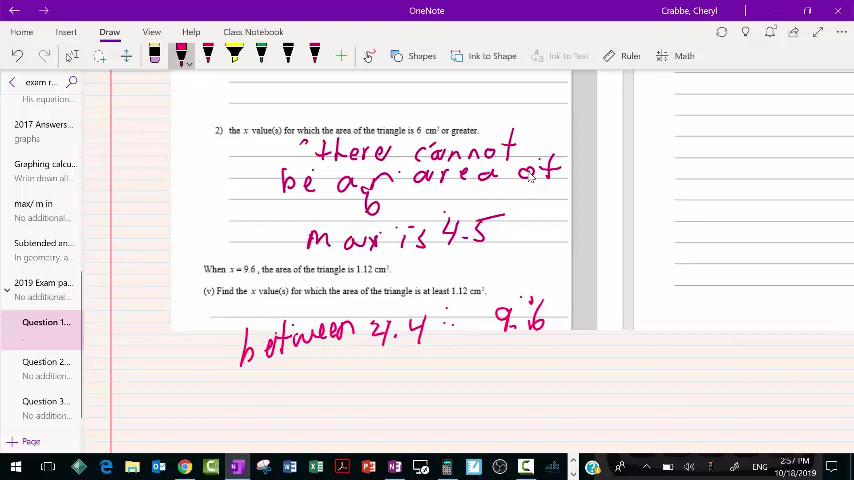 OneNote
Crabbe, Cheryl
Home Insert Draw View Help Class Notebook
Shapes Ink to Shape Ink to Text Ruler Math
exam r...
His equation...
2017 Answers...
graphs
Graphing calcu...
Write down all...
max/ m in
No addition...
Subtended an...
In geometry, a...
2019 Exam pa...
No addition...
Question 1...
Question 2...
No addition...
Question 3...
No addition...
+ Page
2) the x value(s) for which the area of the triangle is 6 cm² or greater.
there cannot
be an area of
6
max is 4.5
When x = 9.6, the area of the triangle is 1.12 cm².
(v) Find the x value(s) for which the area of the triangle is at least 1.12 cm².
between 4.4 : 9.6
ENG
2:57 PM
10/18/2019